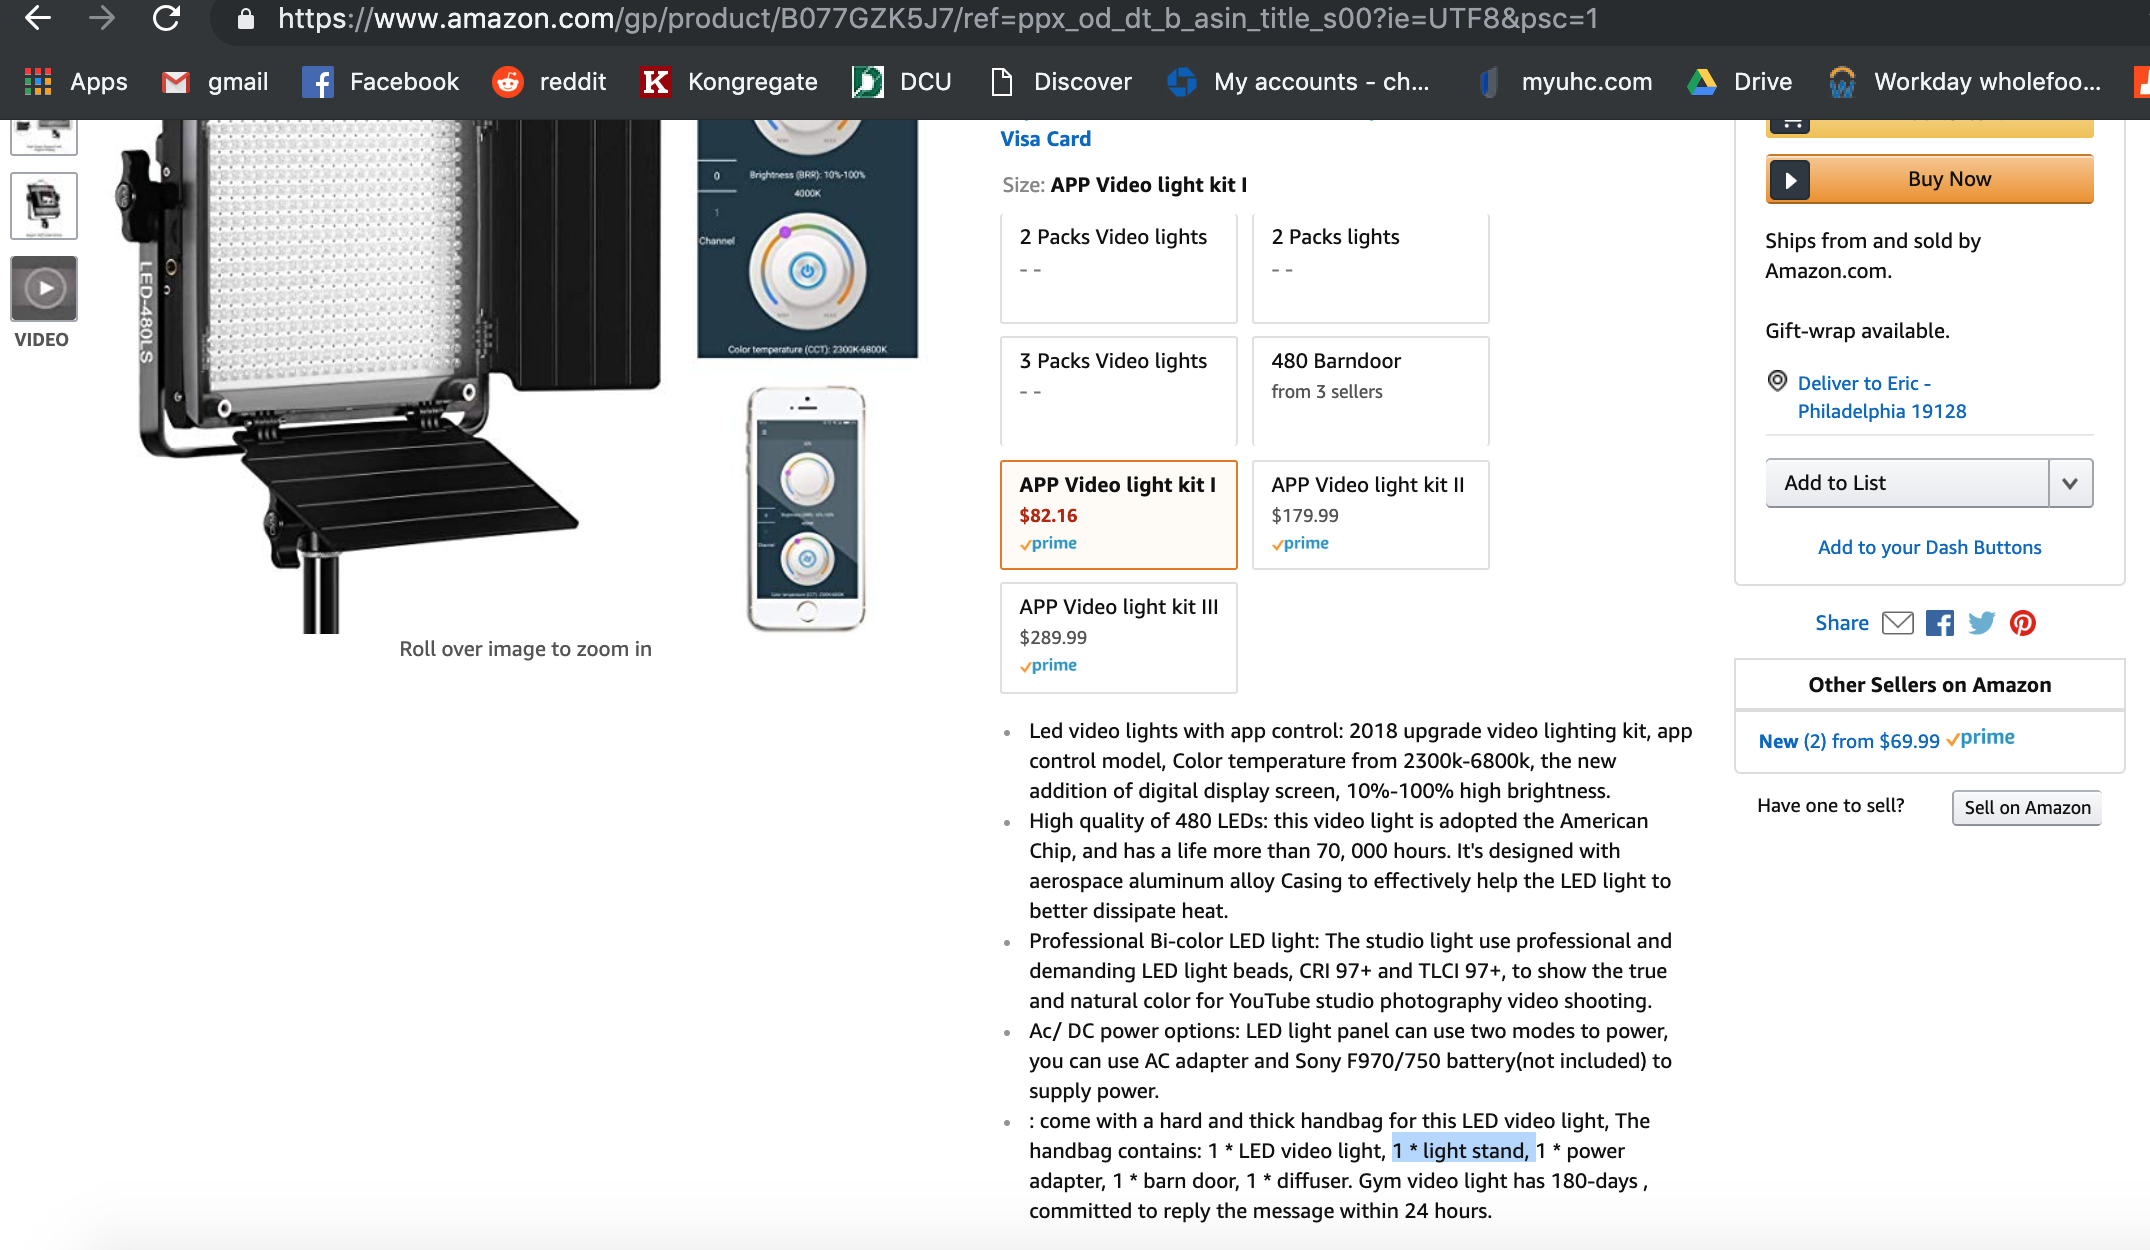 https://www.amazon.com/gp/product/B077GZK5J7/ref=ppx_od_dt_b_asin_title_s00?ie=UTF8&psc=1
Apps gmail Facebook reddit Kongregate DCU Discover My accounts - ch... myuhc.com Drive Workday wholefoo...
LED-480LS
VIDEO
0
Brightness (BRR): 10%-100%
4000K
1
Channel
Color temperature (CCT): 2300K-6800K
Roll over image to zoom in
Visa Card
Size: APP Video light kit I
2 Packs Video lights
- -
2 Packs lights
- -
3 Packs Video lights
- -
480 Barndoor
from 3 sellers
APP Video light kit I
$82.16
prime
APP Video light kit II
$179.99
prime
APP Video light kit III
$289.99
prime
Led video lights with app control: 2018 upgrade video lighting kit, app
control model, Color temperature from 2300k-6800k, the new
addition of digital display screen, 10%-100% high brightness.
High quality of 480 LEDs: this video light is adopted the American
Chip, and has a life more than 70, 000 hours. It's designed with
aerospace aluminum alloy Casing to effectively help the LED light to
better dissipate heat.
Professional Bi-color LED light: The studio light use professional and
demanding LED light beads, CRI 97+ and TLCI 97+, to show the true
and natural color for YouTube studio photography video shooting.
Ac/ DC power options: LED light panel can use two modes to power,
you can use AC adapter and Sony F970/750 battery(not included) to
supply power.
: come with a hard and thick handbag for this LED video light, The
handbag contains: 1 * LED video light, 1 * light stand, 1 * power
adapter, 1 * barn door, 1 * diffuser. Gym video light has 180-days ,
committed to reply the message within 24 hours.
Buy Now
Ships from and sold by
Amazon.com.
Gift-wrap available.
Deliver to Eric -
Philadelphia 19128
Add to List
Add to your Dash Buttons
Share
Other Sellers on Amazon
New (2) from $69.99 prime
Have one to sell?
Sell on Amazon